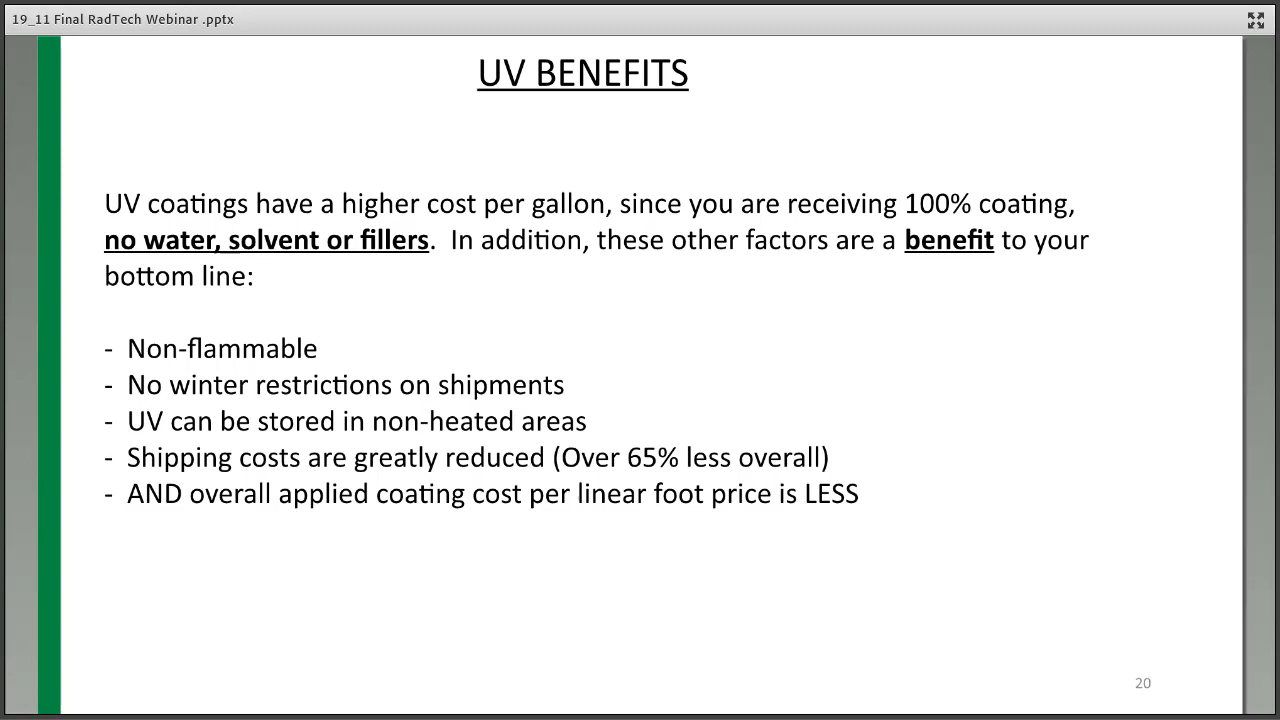 19_11 Final RadTech Webinar .pptx
UV BENEFITS
UV coatings have a higher cost per gallon, since you are receiving 100% coating,
no water, solvent or fillers.  In addition, these other factors are a benefit to your
bottom line:
-  Non-flammable
-  No winter restrictions on shipments
-  UV can be stored in non-heated areas
-  Shipping costs are greatly reduced (Over 65% less overall)
-  AND overall applied coating cost per linear foot price is LESS
20